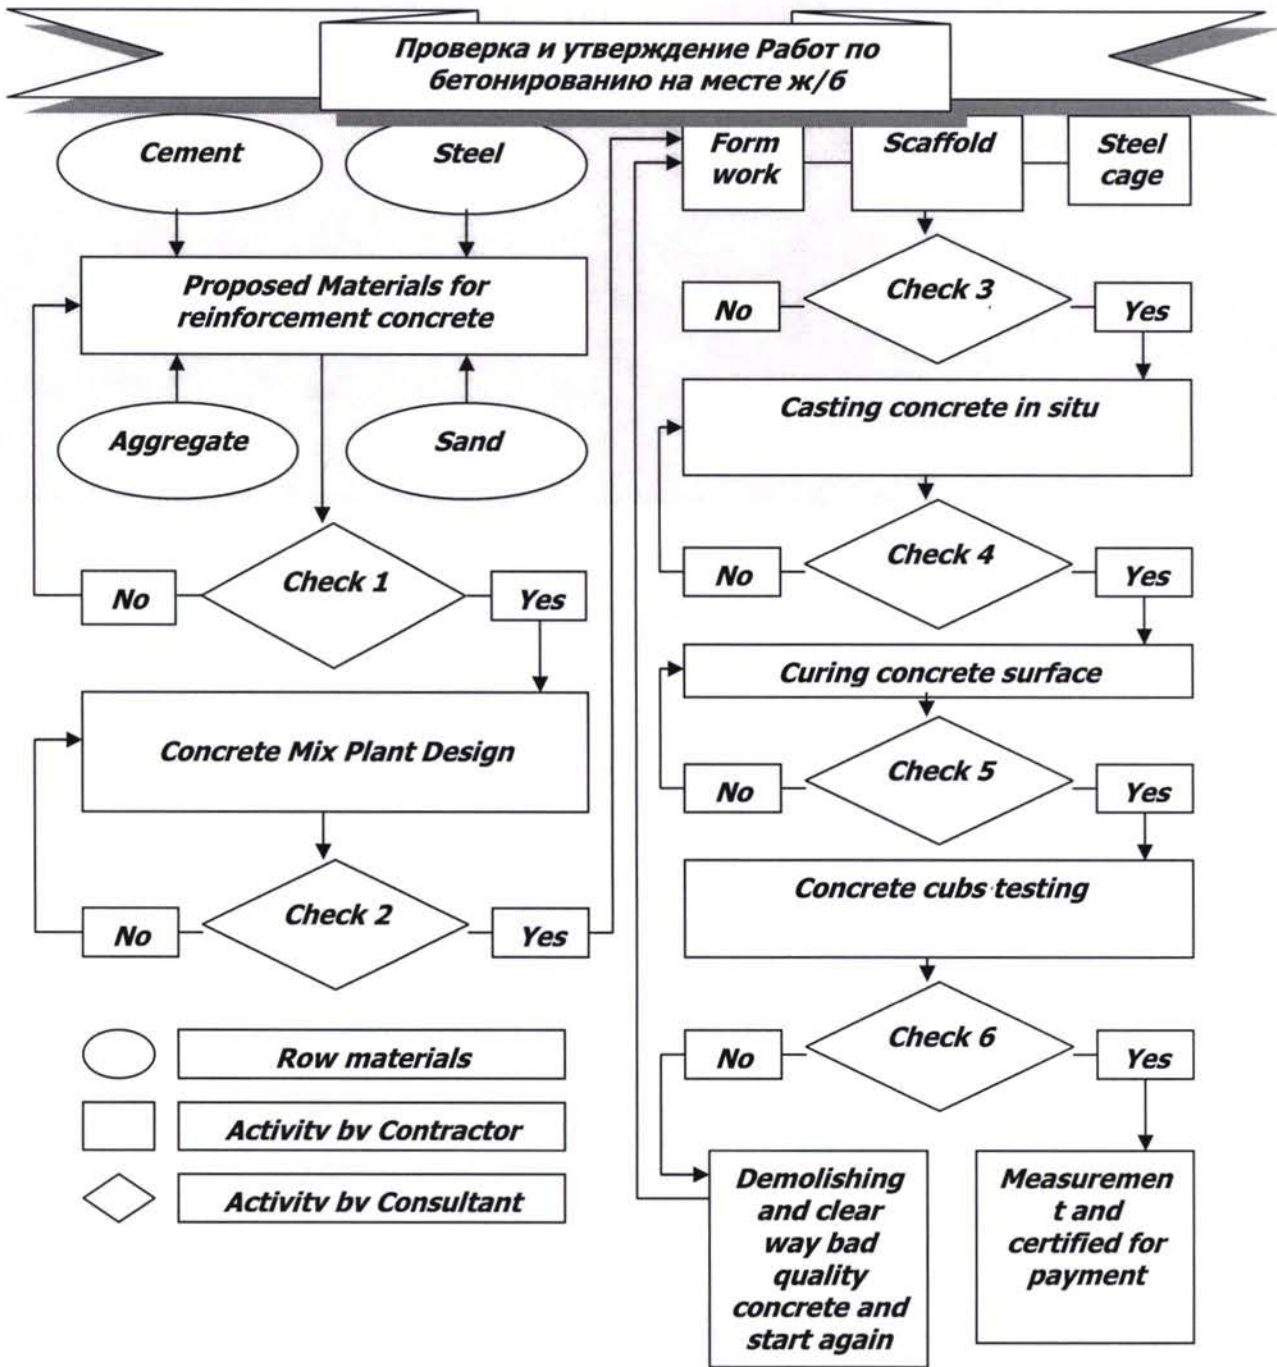 Проверка и утверждение Работ по
бетонированию на месте ж/б
Cement
Steel
Proposed Materials for
reinforcement concrete
Aggregate
Sand
Check 1
No
Yes
Concrete Mix Plant Design
Check 2
No
Yes
Row materials
Activity by Contractor
Activity by Consultant
Form
work
Scaffold
Steel
cage
Check 3
No
Yes
Casting concrete in situ
Check 4
No
Yes
Curing concrete surface
Check 5
No
Yes
Concrete cubs testing
Check 6
No
Yes
Demolishing
and clear
way bad
quality
concrete and
start again
Measuremen
t and
certified for
payment